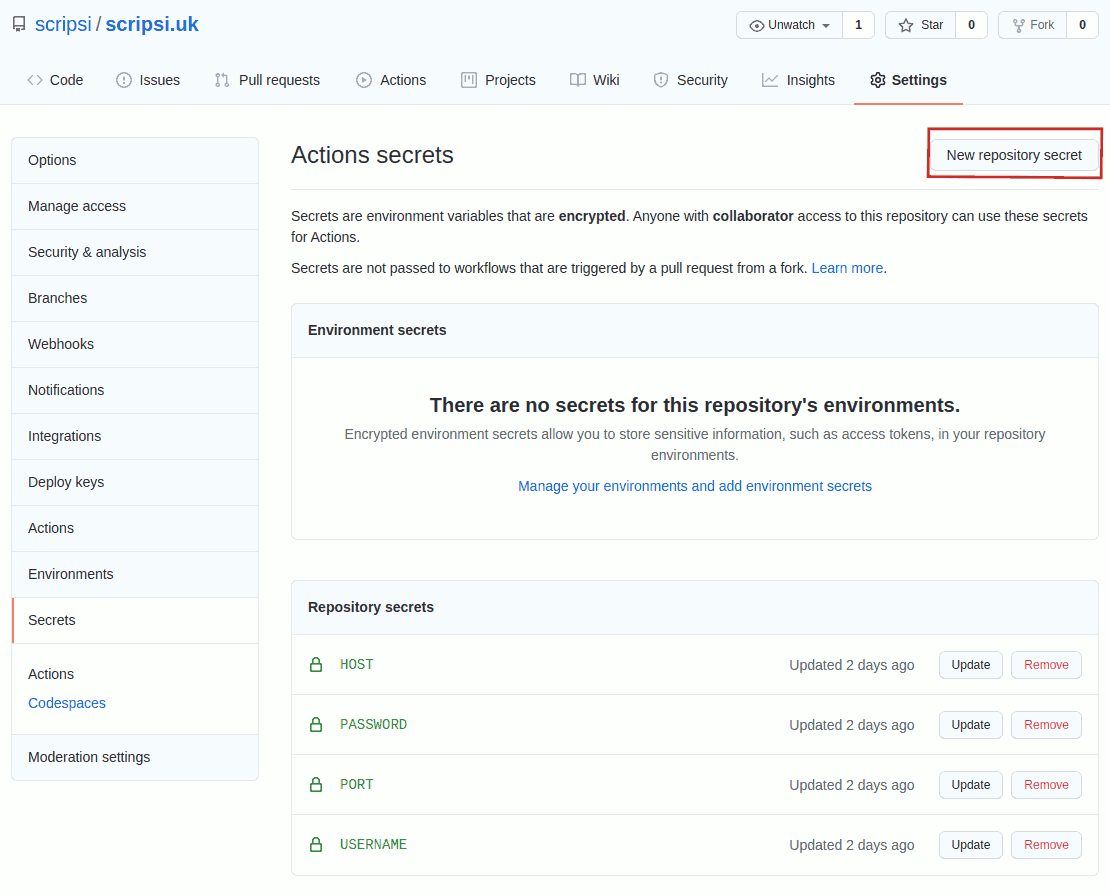 scripsi / scripsi.uk
Unwatch 1 Star 0 Fork 0
Code Issues Pull requests Actions Projects Wiki Security Insights Settings
Options
Manage access
Security & analysis
Branches
Webhooks
Notifications
Integrations
Deploy keys
Actions
Environments
Secrets
Actions
Codespaces
Moderation settings
Actions secrets
New repository secret
Secrets are environment variables that are encrypted. Anyone with collaborator access to this repository can use these secrets
for Actions.
Secrets are not passed to workflows that are triggered by a pull request from a fork. Learn more.
Environment secrets
There are no secrets for this repository's environments.
Encrypted environment secrets allow you to store sensitive information, such as access tokens, in your repository
environments.
Manage your environments and add environment secrets
Repository secrets
HOST Updated 2 days ago Update Remove
PASSWORD Updated 2 days ago Update Remove
PORT Updated 2 days ago Update Remove
USERNAME Updated 2 days ago Update Remove